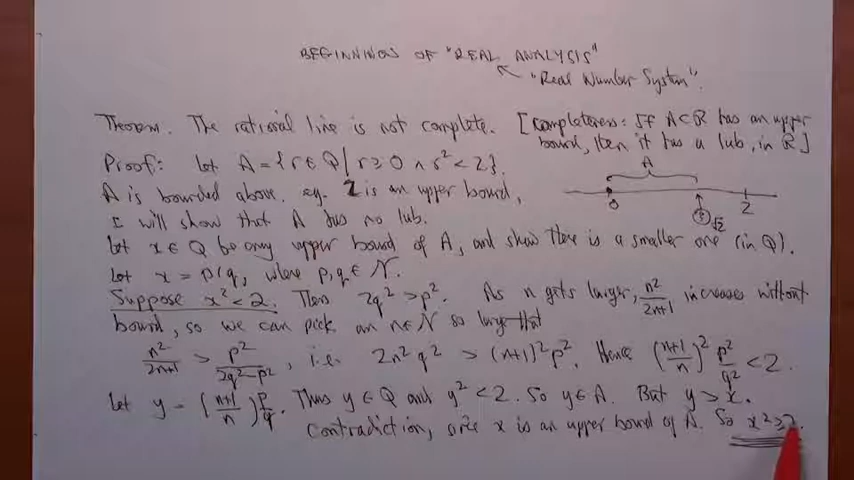 BEGINNINGS OF "REAL ANALYSIS"
"Real Number System".
Theorem. The rational line is not complete. [Completeness: If A⊂R has an upper
bound, then it has a lub, in R]
Proof: Let A = {r ∈ Q | r ≥ 0 ∧ r² < 2}.
A
A is bounded above. eg. 2 is an upper bound,
0 √2 2
I will show that A has no lub.
Let x ∈ Q be any upper bound of A, and show there is a smaller one (in Q).
Let x = p/q, where p, q ∈ N.
Suppose x² < 2. Then 2q² > p². As n gets larger, n²/2n+1 increases without
bound, so we can pick an n ∈ N so large that
n²/2n+1 > p²/2q²-p², i.e. 2n²q² > (n+1)²p². Hence (n+1/n)² p²/q² < 2.
Let y = (n+1/n) p/q. Thus y ∈ Q and y² < 2. So y ∈ A. But y > x.
Contradiction, since x is an upper bound of A. So x² ≥ 2.